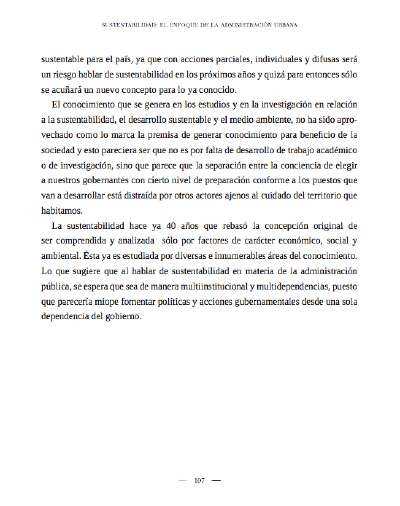 SUSTENTABILIDAD: EL ENFOQUE DE LA ADMINISTRACIÓN URBANA
sustentable para el país, ya que con acciones parciales, individuales y difusas será
un riesgo hablar de sustentabilidad en los próximos años y quizá para entonces sólo
se acuñará un nuevo concepto para lo ya conocido.
El conocimiento que se genera en los estudios y en la investigación en relación
a la sustentabilidad, el desarrollo sustentable y el medio ambiente, no ha sido apro-
vechado como lo marca la premisa de generar conocimiento para beneficio de la
sociedad y esto pareciera ser que no es por falta de desarrollo de trabajo académico
o de investigación, sino que parece que la separación entre la conciencia de elegir
a nuestros gobernantes con cierto nivel de preparación conforme a los puestos que
van a desarrollar está distraída por otros actores ajenos al cuidado del territorio que
habitamos.
La sustentabilidad hace ya 40 años que rebasó la concepción original de
ser comprendida y analizada sólo por factores de carácter económico, social y
ambiental. Ésta ya es estudiada por diversas e innumerables áreas del conocimiento.
Lo que sugiere que al hablar de sustentabilidad en materia de la administración
pública, se espera que sea de manera multiinstitucional y multidependencias, puesto
que parecería miope fomentar políticas y acciones gubernamentales desde una sola
dependencia del gobierno.
— 107 —